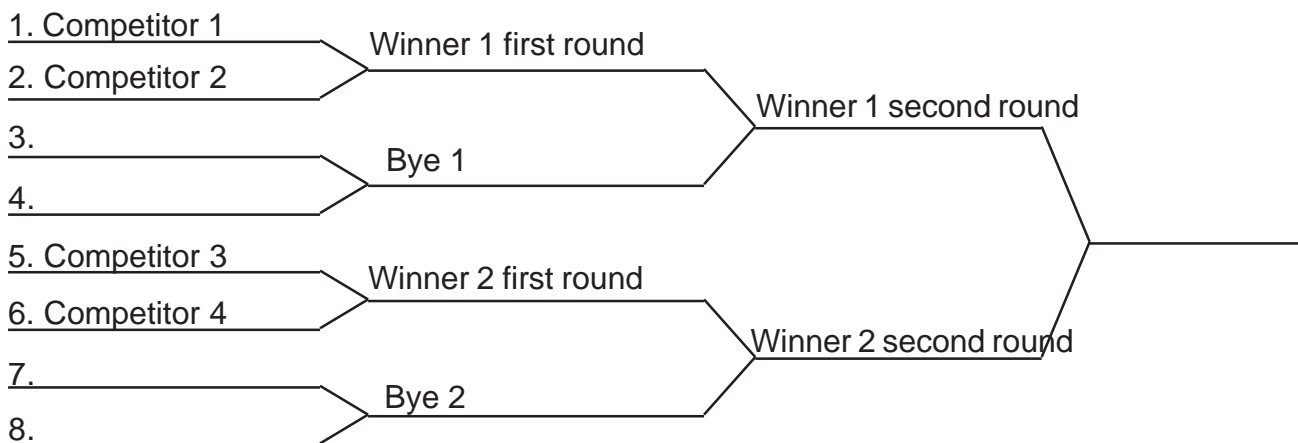 1. Competitor 1
Winner 1 first round
2. Competitor 2
Winner 1 second round
3.
Bye 1
4.
5. Competitor 3
Winner 2 first round
6. Competitor 4
Winner 2 second round
7.
Bye 2
8.